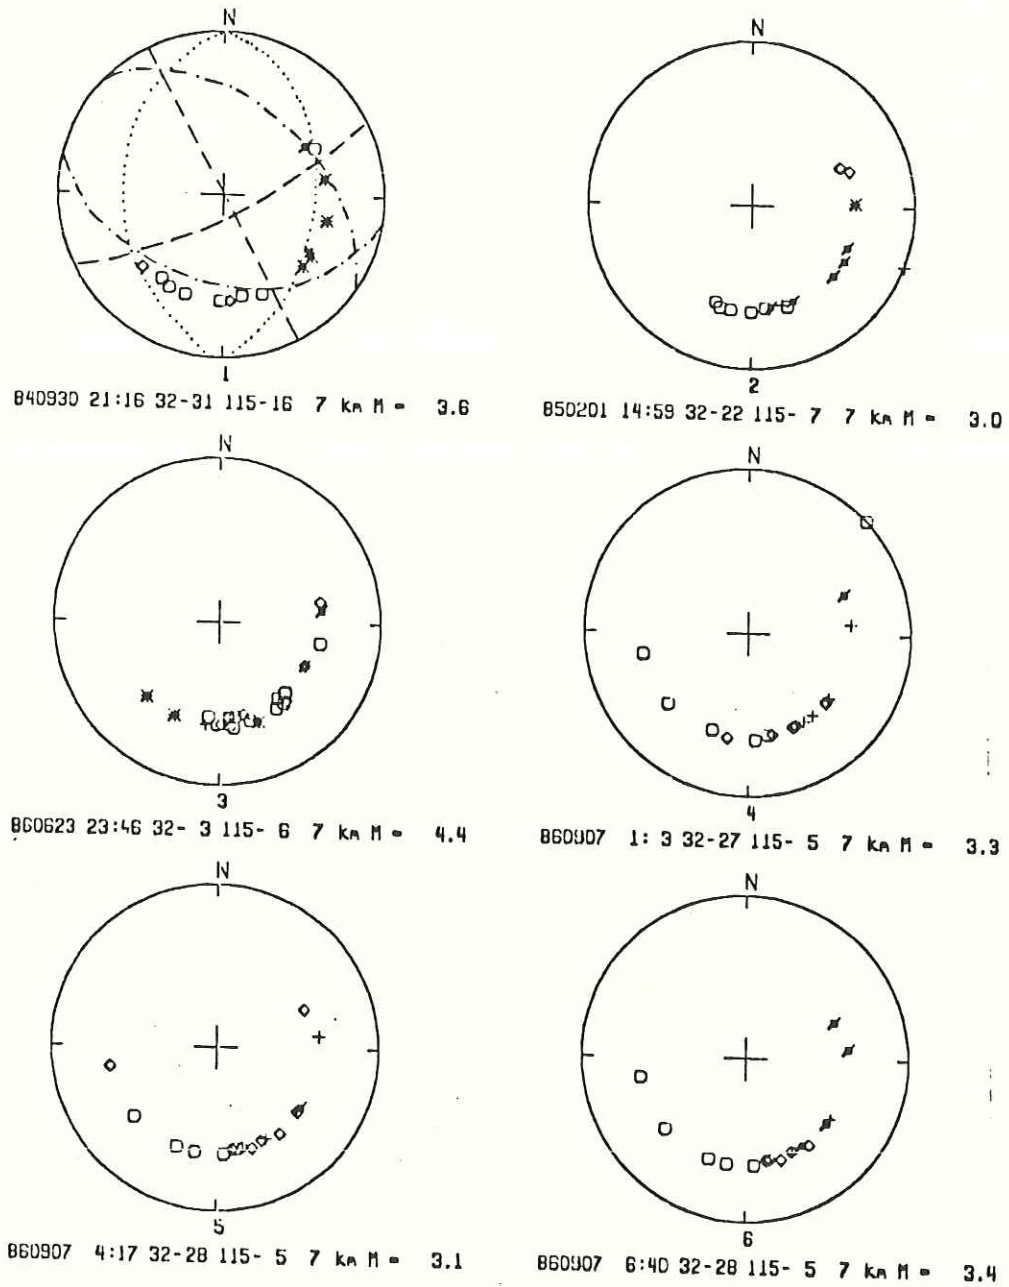 N
N
1
2
840930 21:16 32-31 115-16 7 km M = 3.6
850201 14:59 32-22 115- 7 7 km M = 3.0
N
N
3
4
860623 23:46 32- 3 115- 6 7 km M = 4.4
860907 1: 3 32-27 115- 5 7 km M = 3.3
N
N
5
6
860907 4:17 32-28 115- 5 7 km M = 3.1
860907 6:40 32-28 115- 5 7 km M = 3.4